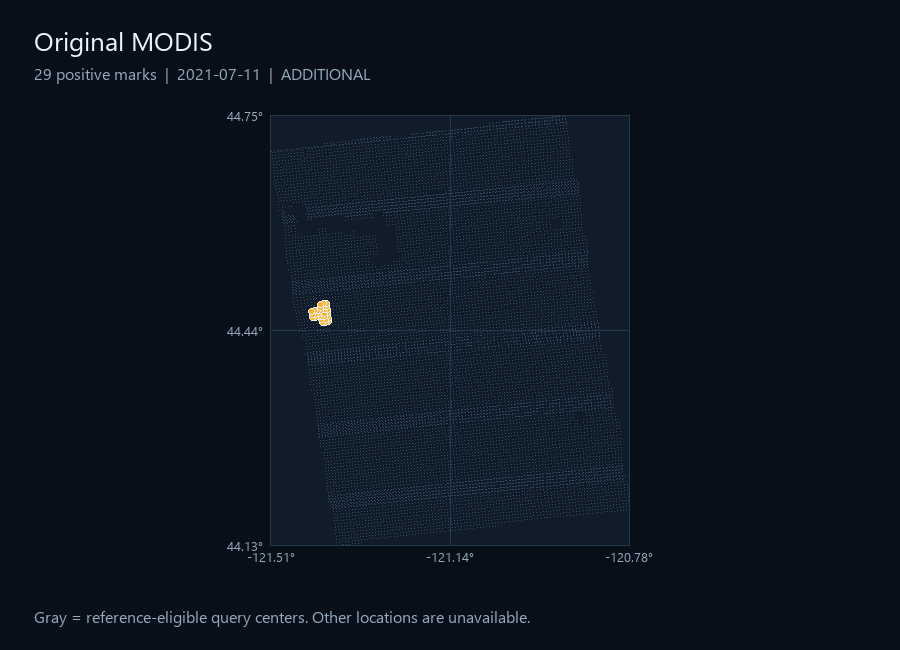 Original MODIS
29 positive marks | 2021-07-11 | ADDITIONAL
44.75°
44.44°
44.13°
-121.51° -121.14° -120.78°
Gray = reference-eligible query centers. Other locations are unavailable.